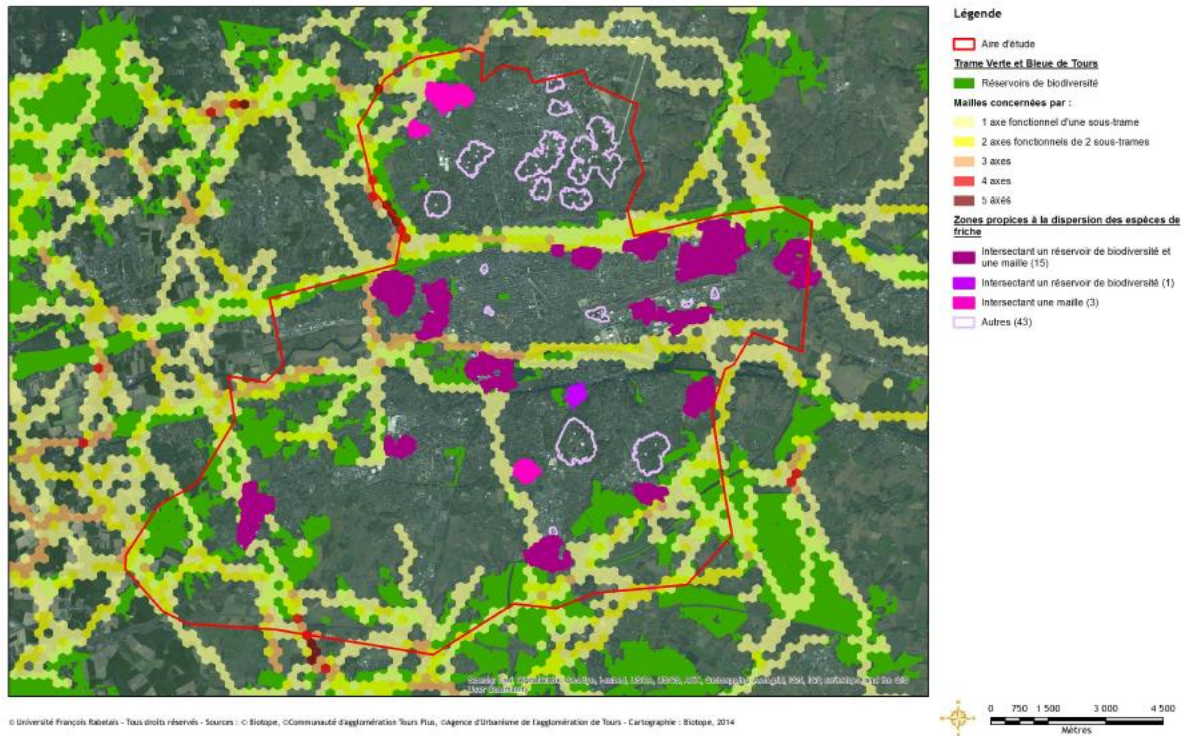 Légende
Aire d'étude
Trame Verte et Bleue de Tours
Réservoirs de biodiversité
Mailles concernées par :
1 axe fonctionnel d'une sous-trame
2 axes fonctionnels de 2 sous-trames
3 axes
4 axes
5 axes
Zones propices à la dispersion des espèces de
friche
Intersectant un réservoir de biodiversité et
une maille (15)
Intersectant un réservoir de biodiversité (1)
Intersectant une maille (3)
Autres (43)
User Community
© Université François Rabelais - Tous droits réservés - Sources : © Biotope, ©Communauté d'agglomération Tours Plus, ©Agence d'Urbanisme de l'agglomération de Tours - Cartographie : Biotope, 2014
0 750 1 500 3 000 4 500
Mètres